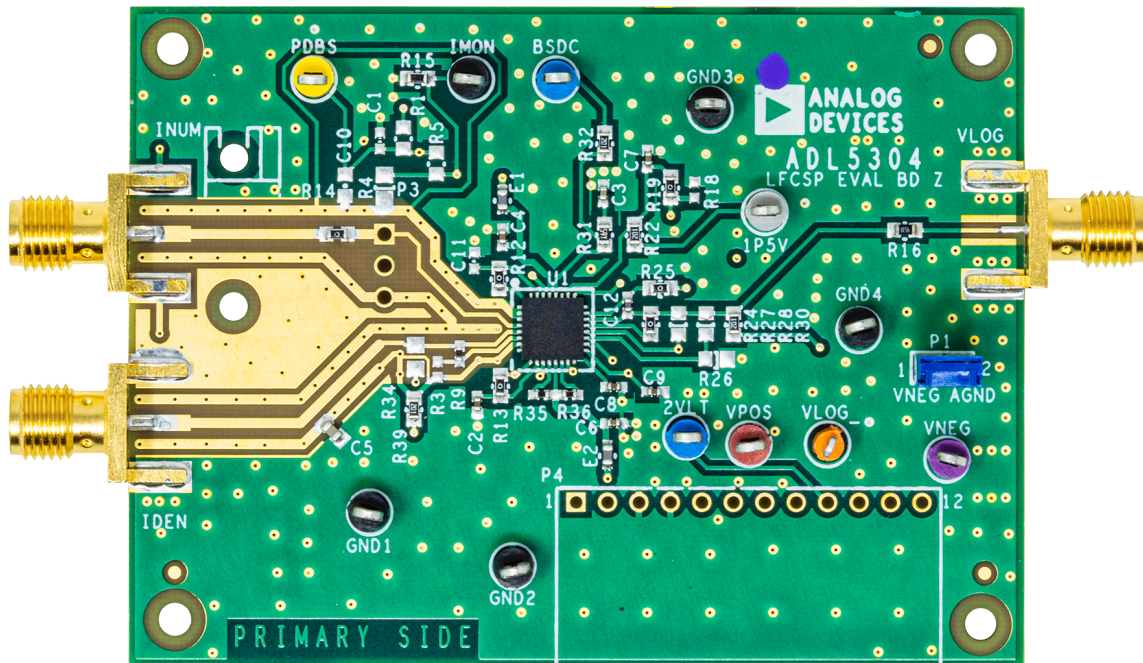 PDBS
IMON
BSDC
GND3
ANALOG
DEVICES
ADL5304
LFCSP EVAL BD Z
INUM
VLOG
R15
R1
C1
R5
C10
R14
R4
P3
R32
C7
C3
R19
R18
E1
C4
R31
R22
1P5V
R16
C11
R12
U1
R25
C12
GND4
R24
R27
R28
R30
P1
1 2
VNEG AGND
R26
R34
R3
R9
R13
R35
R36
C9
C8
C6
2VLT
VPOS
VLOG
VNEG
R39
C5
C2
E2
P4
1 12
IDEN
GND1
GND2
PRIMARY SIDE